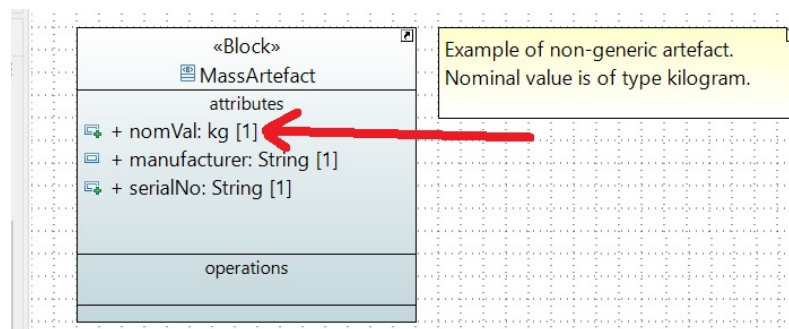 «Block»
MassArtefact
attributes
+ nomVal: kg [1]
+ manufacturer: String [1]
+ serialNo: String [1]
operations
Example of non-generic artefact.
Nominal value is of type kilogram.